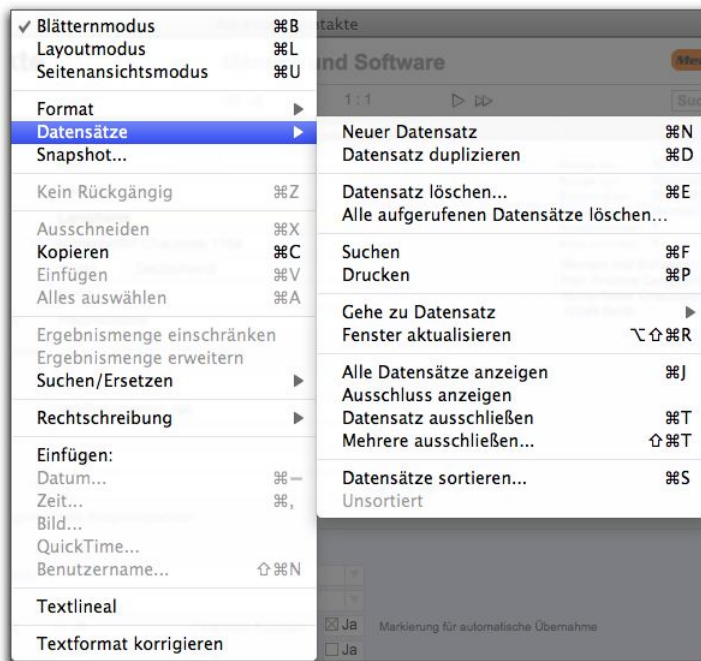 ✓ Blätternmodus ⌘B
Layoutmodus ⌘L
Seitenansichtsmodus ⌘U
Format ▶
Datensätze ▶
Snapshot...
Kein Rückgängig ⌘Z
Ausschneiden ⌘X
Kopieren ⌘C
Einfügen ⌘V
Alles auswählen ⌘A
Ergebnismenge einschränken
Ergebnismenge erweitern
Suchen/Ersetzen ▶
Rechtschreibung ▶
Einfügen:
Datum... ⌘–
Zeit... ⌘,
Bild...
QuickTime...
Benutzername... ⇧⌘N
Textlineal
Textformat korrigieren
Neuer Datensatz ⌘N
Datensatz duplizieren ⌘D
Datensatz löschen... ⌘E
Alle aufgerufenen Datensätze löschen...
Suchen ⌘F
Drucken ⌘P
Gehe zu Datensatz ▶
Fenster aktualisieren ⌥⇧⌘R
Alle Datensätze anzeigen ⌘J
Ausschluss anzeigen
Datensatz ausschließen ⌘T
Mehrere ausschließen... ⇧⌘T
Datensätze sortieren... ⌘S
Unsortiert
und Software
1 : 1
Ja Markierung für automatische Übernahme
Ja